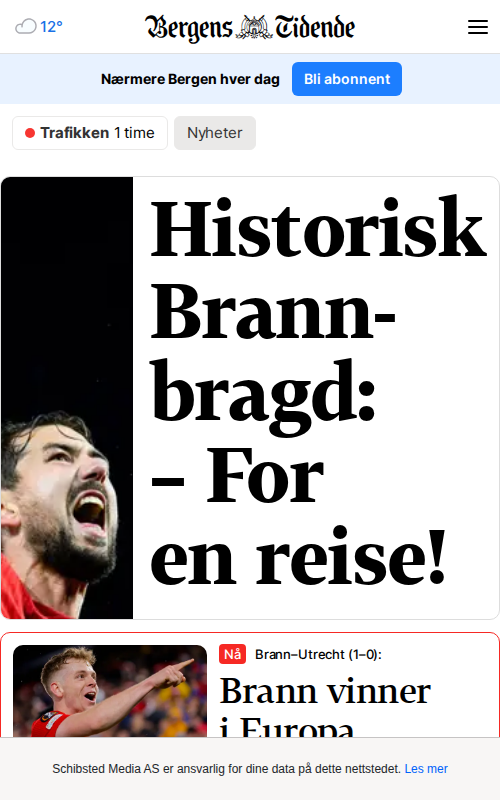 12°
Bergens Tidende
Nærmere Bergen hver dag
Bli abonnent
Trafikken 1 time
Nyheter
Historisk
Brann-
bragd:
– For
en reise!
Nå Brann–Utrecht (1–0):
Brann vinner
i Europa
Schibsted Media AS er ansvarlig for dine data på dette nettstedet. Les mer